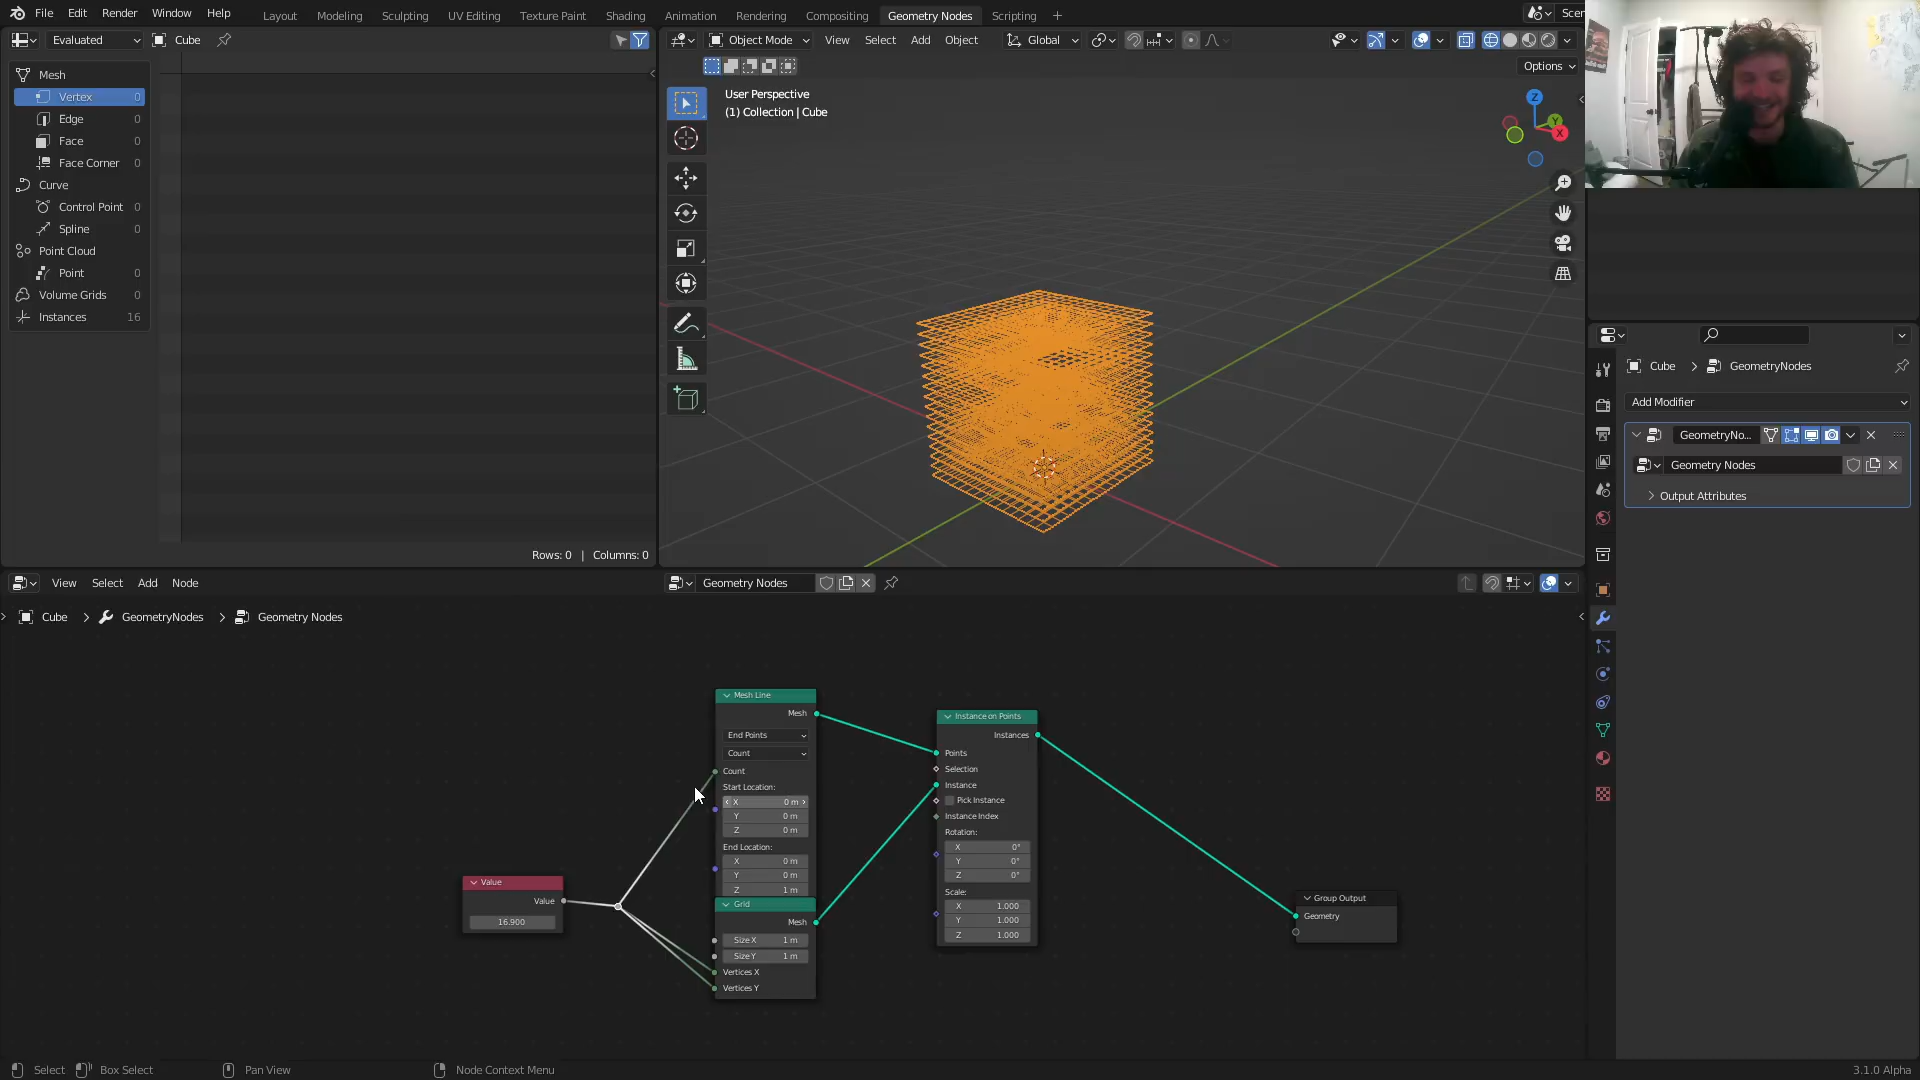 File Edit Render Window Help
Layout Modeling Sculpting UV Editing Texture Paint Shading Animation Rendering Compositing Geometry Nodes Scripting
Scen
Evaluated Cube
Object Mode View Select Add Object Global
Options
Mesh
Vertex 0
Edge 0
Face 0
Face Corner 0
Curve
Control Point 0
Spline 0
Point Cloud
Point 0
Volume Grids 0
Instances 16
Rows: 0 | Columns: 0
User Perspective
(1) Collection | Cube
Z
Y
X
Cube GeometryNodes
Add Modifier
GeometryNo...
Geometry Nodes
Output Attributes
View Select Add Node
Geometry Nodes
Cube GeometryNodes Geometry Nodes
Value
Value
16.900
Mesh Line
Mesh
End Points
Count
Count
Start Location:
X 0 m
Y 0 m
Z 0 m
End Location:
X 0 m
Y 0 m
Z 1 m
Grid
Mesh
Size X 1 m
Size Y 1 m
Vertices X
Vertices Y
Instance on Points
Instances
Points
Selection
Instance
Pick Instance
Instance Index
Rotation:
X 0°
Y 0°
Z 0°
Scale:
X 1.000
Y 1.000
Z 1.000
Group Output
Geometry
Select Box Select Pan View Node Context Menu
3.1.0 Alpha